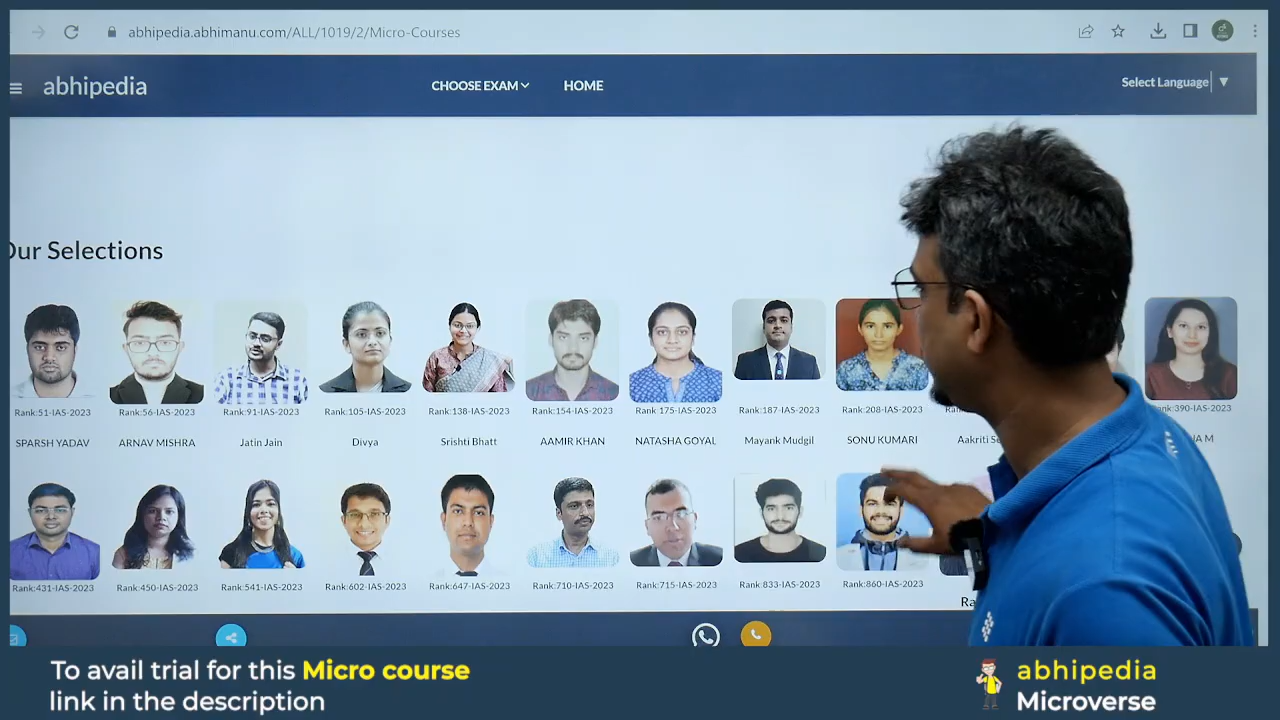 abhipedia.abhimanu.com/ALL/1019/2/Micro-Courses
abhipedia
CHOOSE EXAM
HOME
Select Language
Our Selections
Rank:51-IAS-2023
Rank:56-IAS-2023
Rank:91-IAS-2023
Rank:105-IAS-2023
Rank:138-IAS-2023
Rank:154-IAS-2023
Rank 175-IAS-2023
Rank:187-IAS-2023
Rank:208-IAS-2023
Rank:390-IAS-2023
SPARSH YADAV
ARNAV MISHRA
Jatin Jain
Divya
Srishti Bhatt
AAMIR KHAN
NATASHA GOYAL
Mayank Mudgil
SONU KUMARI
Aakriti
Rank:431-IAS-2023
Rank:450-IAS-2023
Rank:541-IAS-2023
Rank:602-IAS-2023
Rank:647-IAS-2023
Rank:710-IAS-2023
Rank:715-IAS-2023
Rank:833-IAS-2023
Rank:860-IAS-2023
To avail trial for this Micro course
link in the description
abhipedia
Microverse